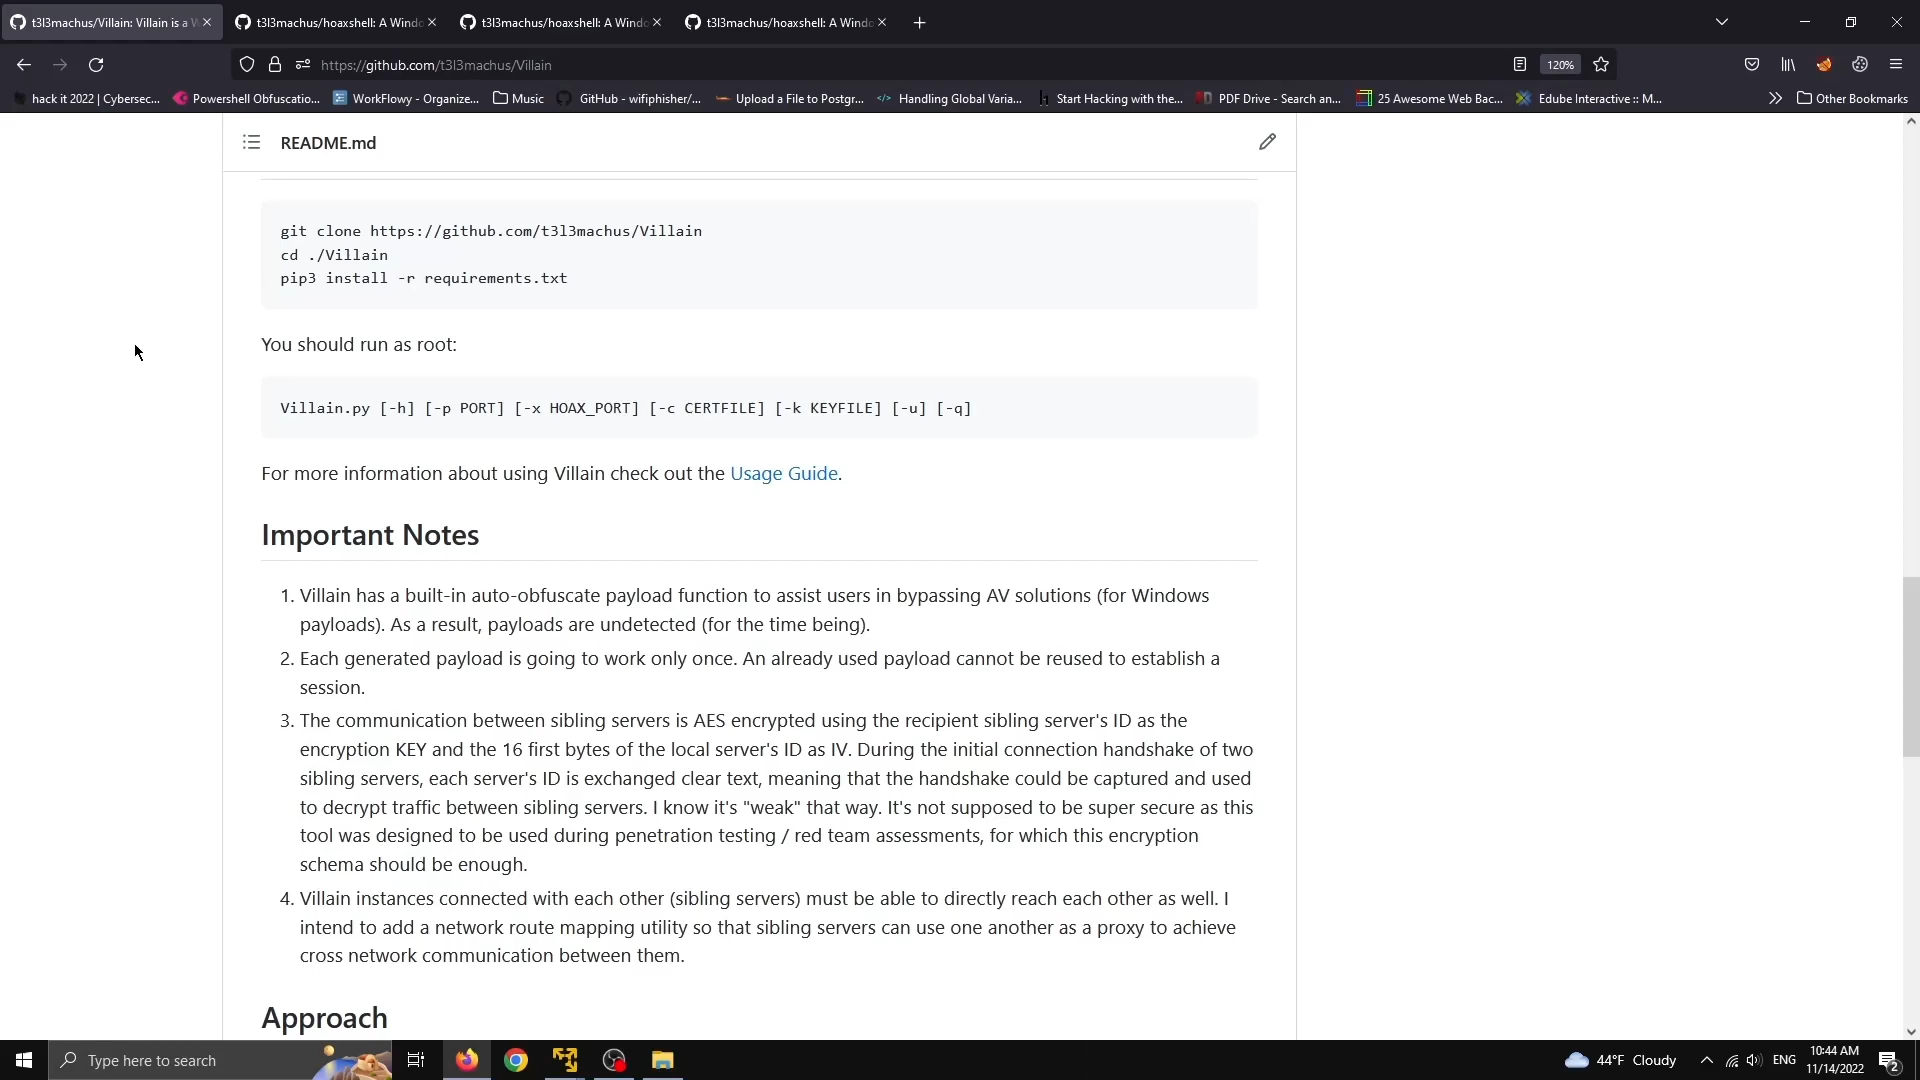 t3l3machus/Villain: Villain is a W
t3l3machus/hoaxshell: A Windo
t3l3machus/hoaxshell: A Windo
t3l3machus/hoaxshell: A Windo
https://github.com/t3l3machus/Villain
120%
hack it 2022 | Cybersec...
Powershell Obfuscatio...
WorkFlowy - Organize...
Music
GitHub - wifiphisher/...
Upload a File to Postgr...
Handling Global Varia...
Start Hacking with the...
PDF Drive - Search an...
25 Awesome Web Bac...
Edube Interactive :: M...
Other Bookmarks
README.md
git clone https://github.com/t3l3machus/Villain
cd ./Villain
pip3 install -r requirements.txt
You should run as root:
Villain.py [-h] [-p PORT] [-x HOAX_PORT] [-c CERTFILE] [-k KEYFILE] [-u] [-q]
For more information about using Villain check out the Usage Guide.
Important Notes
1. Villain has a built-in auto-obfuscate payload function to assist users in bypassing AV solutions (for Windows
payloads). As a result, payloads are undetected (for the time being).
2. Each generated payload is going to work only once. An already used payload cannot be reused to establish a
session.
3. The communication between sibling servers is AES encrypted using the recipient sibling server's ID as the
encryption KEY and the 16 first bytes of the local server's ID as IV. During the initial connection handshake of two
sibling servers, each server's ID is exchanged clear text, meaning that the handshake could be captured and used
to decrypt traffic between sibling servers. I know it's "weak" that way. It's not supposed to be super secure as this
tool was designed to be used during penetration testing / red team assessments, for which this encryption
schema should be enough.
4. Villain instances connected with each other (sibling servers) must be able to directly reach each other as well. I
intend to add a network route mapping utility so that sibling servers can use one another as a proxy to achieve
cross network communication between them.
Approach
Type here to search
44°F Cloudy
ENG
10:44 AM
11/14/2022
2